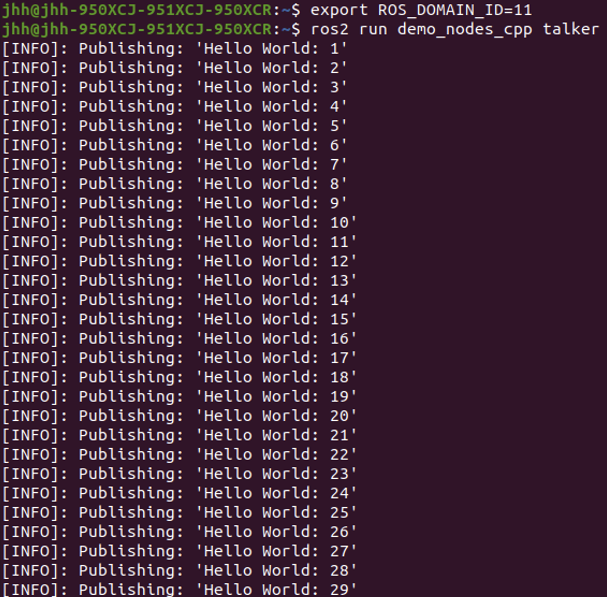 jhh@jhh-950XCJ-951XCJ-950XCR:~$ export ROS_DOMAIN_ID=11
jhh@jhh-950XCJ-951XCJ-950XCR:~$ ros2 run demo_nodes_cpp talker
[INFO]: Publishing: 'Hello World: 1'
[INFO]: Publishing: 'Hello World: 2'
[INFO]: Publishing: 'Hello World: 3'
[INFO]: Publishing: 'Hello World: 4'
[INFO]: Publishing: 'Hello World: 5'
[INFO]: Publishing: 'Hello World: 6'
[INFO]: Publishing: 'Hello World: 7'
[INFO]: Publishing: 'Hello World: 8'
[INFO]: Publishing: 'Hello World: 9'
[INFO]: Publishing: 'Hello World: 10'
[INFO]: Publishing: 'Hello World: 11'
[INFO]: Publishing: 'Hello World: 12'
[INFO]: Publishing: 'Hello World: 13'
[INFO]: Publishing: 'Hello World: 14'
[INFO]: Publishing: 'Hello World: 15'
[INFO]: Publishing: 'Hello World: 16'
[INFO]: Publishing: 'Hello World: 17'
[INFO]: Publishing: 'Hello World: 18'
[INFO]: Publishing: 'Hello World: 19'
[INFO]: Publishing: 'Hello World: 20'
[INFO]: Publishing: 'Hello World: 21'
[INFO]: Publishing: 'Hello World: 22'
[INFO]: Publishing: 'Hello World: 23'
[INFO]: Publishing: 'Hello World: 24'
[INFO]: Publishing: 'Hello World: 25'
[INFO]: Publishing: 'Hello World: 26'
[INFO]: Publishing: 'Hello World: 27'
[INFO]: Publishing: 'Hello World: 28'
[INFO]: Publishing: 'Hello World: 29'